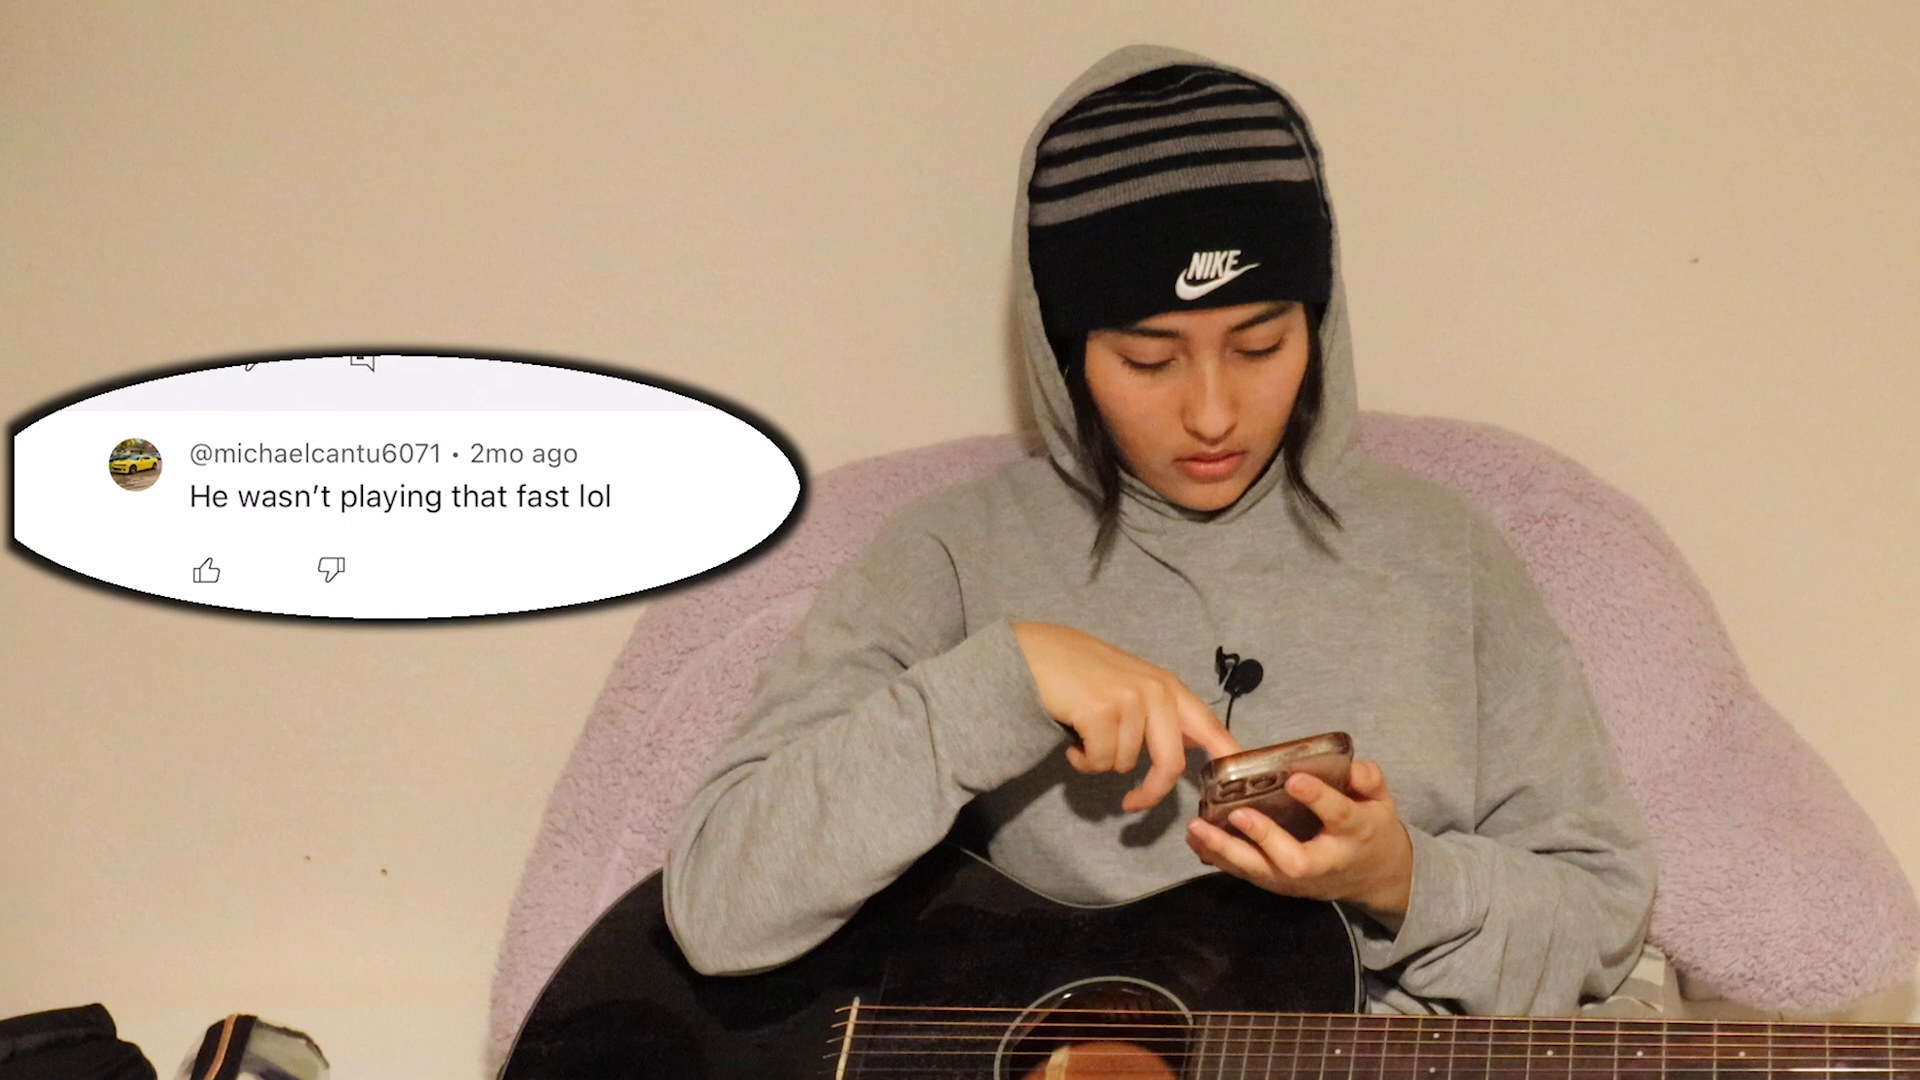 @michaelcantu6071 • 2mo ago
He wasn't playing that fast lol
NIKE